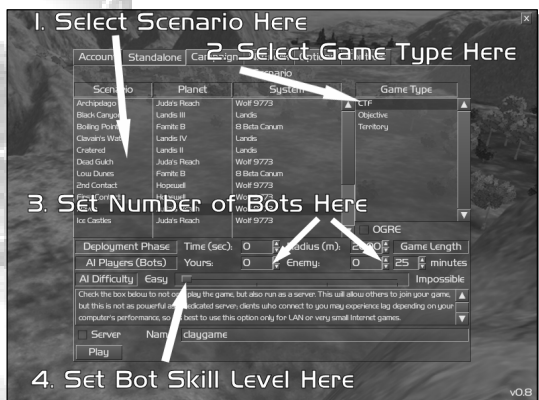 1. Select Scenario Here
x
Account Standalone Campaign
2. Select Game Type Here
Scenario Planet System Game Type
Archipelago Juda's Reach Wolf 9773 CTF
Black Canyon Landis III Landis Objective
Boiling Point Famite B 8 Beta Canum Territory
Clavain's Landis IV Landis
Cratered Landis II Landis
Dead Gulch Juda's Reach Wolf 9773
Low Dunes Famite B 8 Beta Canum
2nd Contact Hopewell Wolf 9773
3. Set Number of Bots Here
Ice Castles Juda's Reach Wolf 9773
OGRE
Deployment Phase Time (sec): 0 Radius (m): Game Length
AI Players (Bots) Yours: 0 Enemy: 0 25 minutes
AI Difficulty Easy Impossible
Check the box below to not only play the game, but also run as a server. This will allow others to join your game,
but this is not as powerful as a dedicated server; clients who connect to you may experience lag depending on your
computer's performance, so best to use this option only for LAN or very small Internet games.
Server Name claygame
Play
4. Set Bot Skill Level Here
v0.8